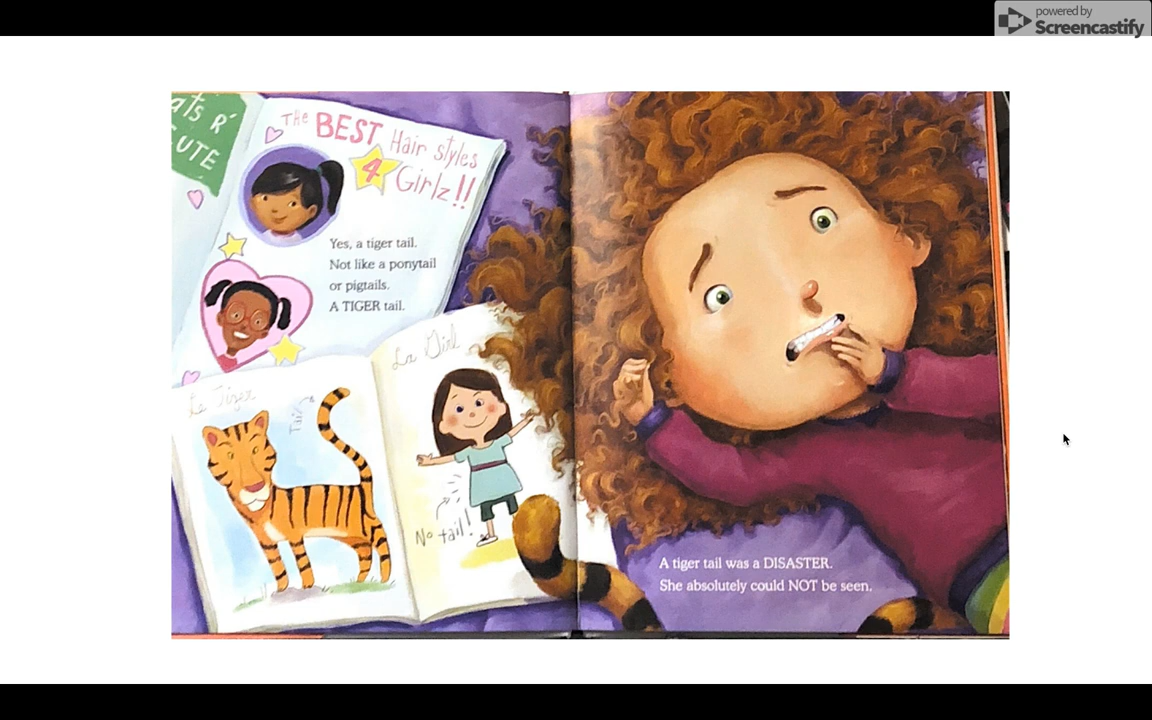 powered by
Screencastify
ats R'
UTE
The BEST Hair styles
4 Girlz!!
Yes, a tiger tail.
Not like a ponytail
or pigtails.
A TIGER tail.
Le Tiger
Tail
La Girl
No tail!
A tiger tail was a DISASTER.
She absolutely could NOT be seen.